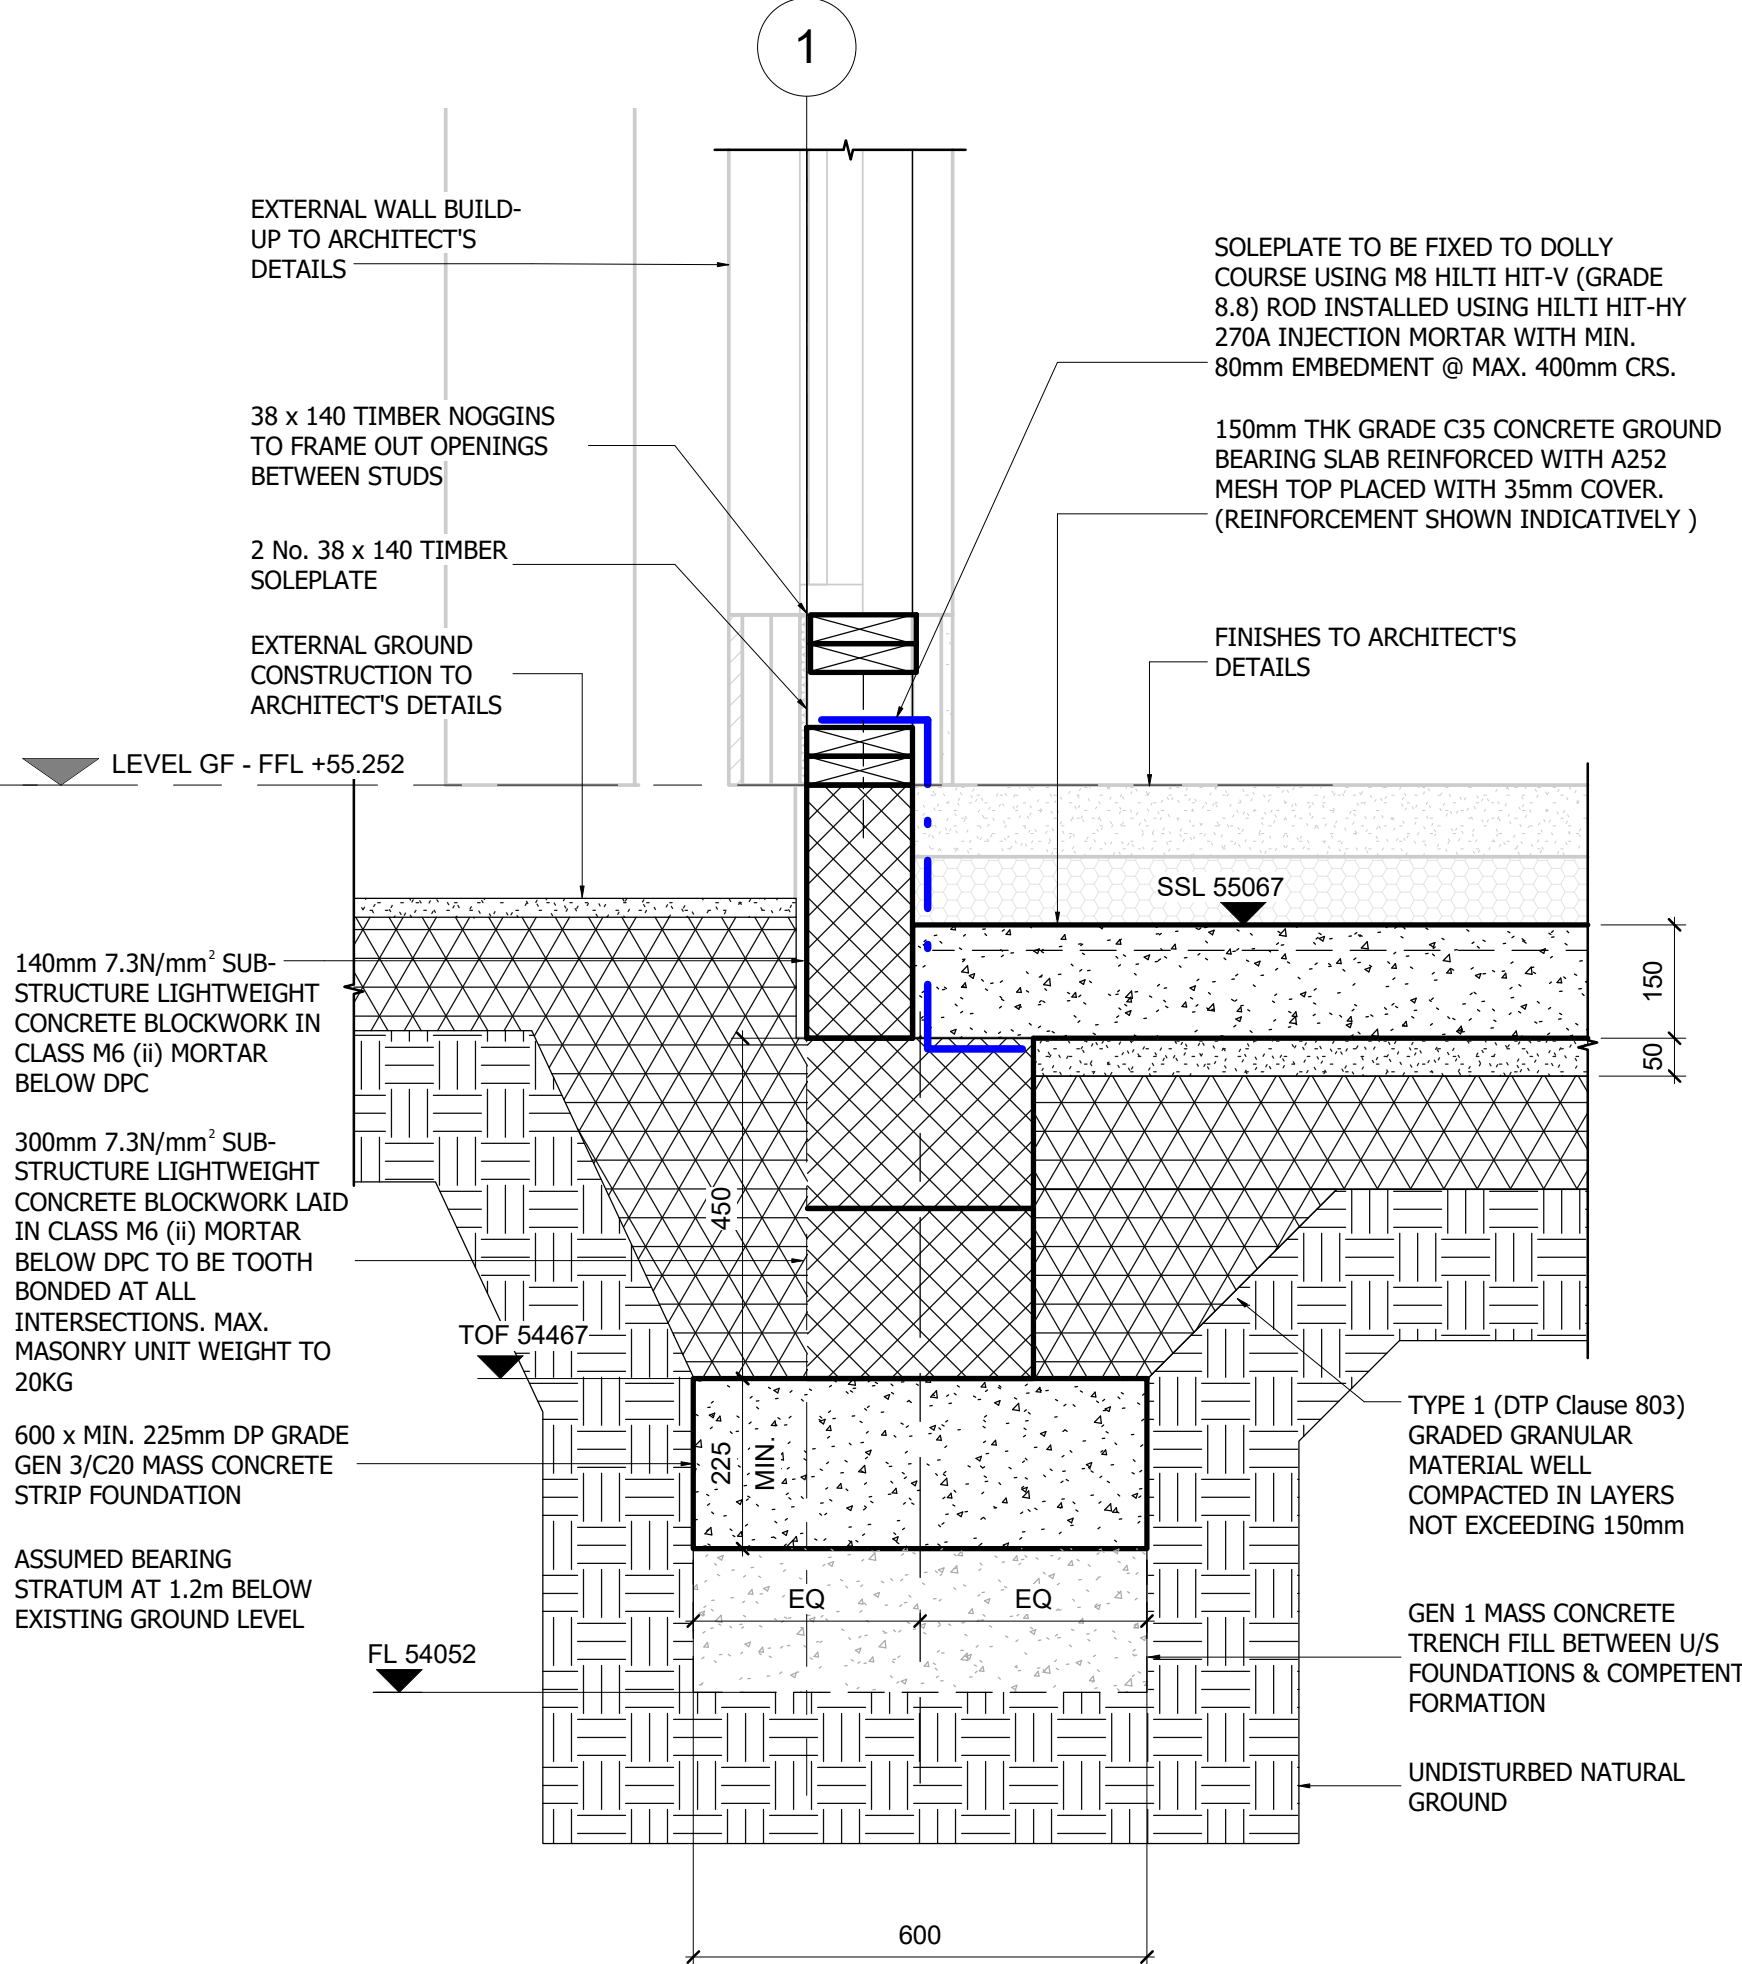 1
EXTERNAL WALL BUILD-
UP TO ARCHITECT'S
DETAILS
38 x 140 TIMBER NOGGINS
TO FRAME OUT OPENINGS
BETWEEN STUDS
2 No. 38 x 140 TIMBER
SOLEPLATE
EXTERNAL GROUND
CONSTRUCTION TO
ARCHITECT'S DETAILS
LEVEL GF - FFL +55.252
140mm 7.3N/mm² SUB-
STRUCTURE LIGHTWEIGHT
CONCRETE BLOCKWORK IN
CLASS M6 (ii) MORTAR
BELOW DPC
300mm 7.3N/mm² SUB-
STRUCTURE LIGHTWEIGHT
CONCRETE BLOCKWORK LAID
IN CLASS M6 (ii) MORTAR
BELOW DPC TO BE TOOTH
BONDED AT ALL
INTERSECTIONS. MAX.
MASONRY UNIT WEIGHT TO
20KG
600 x MIN. 225mm DP GRADE
GEN 3/C20 MASS CONCRETE
STRIP FOUNDATION
ASSUMED BEARING
STRATUM AT 1.2m BELOW
EXISTING GROUND LEVEL
TOF 54467
FL 54052
450
225
MIN.
EQ
EQ
600
SOLEPLATE TO BE FIXED TO DOLLY
COURSE USING M8 HILTI HIT-V (GRADE
8.8) ROD INSTALLED USING HILTI HIT-HY
270A INJECTION MORTAR WITH MIN.
80mm EMBEDMENT @ MAX. 400mm CRS.
150mm THK GRADE C35 CONCRETE GROUND
BEARING SLAB REINFORCED WITH A252
MESH TOP PLACED WITH 35mm COVER.
(REINFORCEMENT SHOWN INDICATIVELY )
FINISHES TO ARCHITECT'S
DETAILS
SSL 55067
150
50
TYPE 1 (DTP Clause 803)
GRADED GRANULAR
MATERIAL WELL
COMPACTED IN LAYERS
NOT EXCEEDING 150mm
GEN 1 MASS CONCRETE
TRENCH FILL BETWEEN U/S
FOUNDATIONS & COMPETENT
FORMATION
UNDISTURBED NATURAL
GROUND